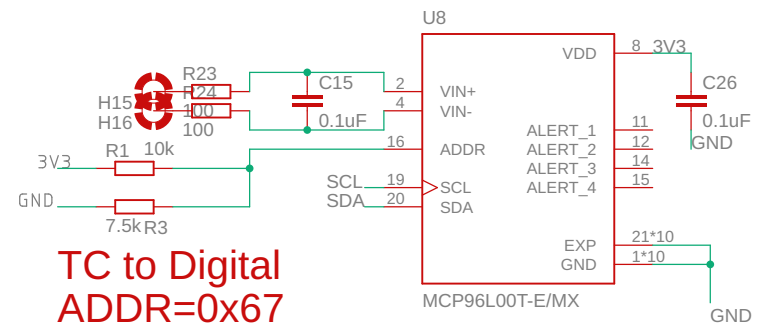 U8
R23
R24
100
100
H15
H16
C15
0.1uF
2
4
16
19
20
VIN+
VIN-
ADDR
SCL
SDA
VDD
ALERT_1
ALERT_2
ALERT_3
ALERT_4
EXP
GND
8
3V3
11
12
14
15
21*10
1*10
C26
0.1uF
GND
GND
R1
10k
3V3
GND
7.5k
R3
SCL
SDA
MCP96L00T-E/MX
TC to Digital
ADDR=0x67